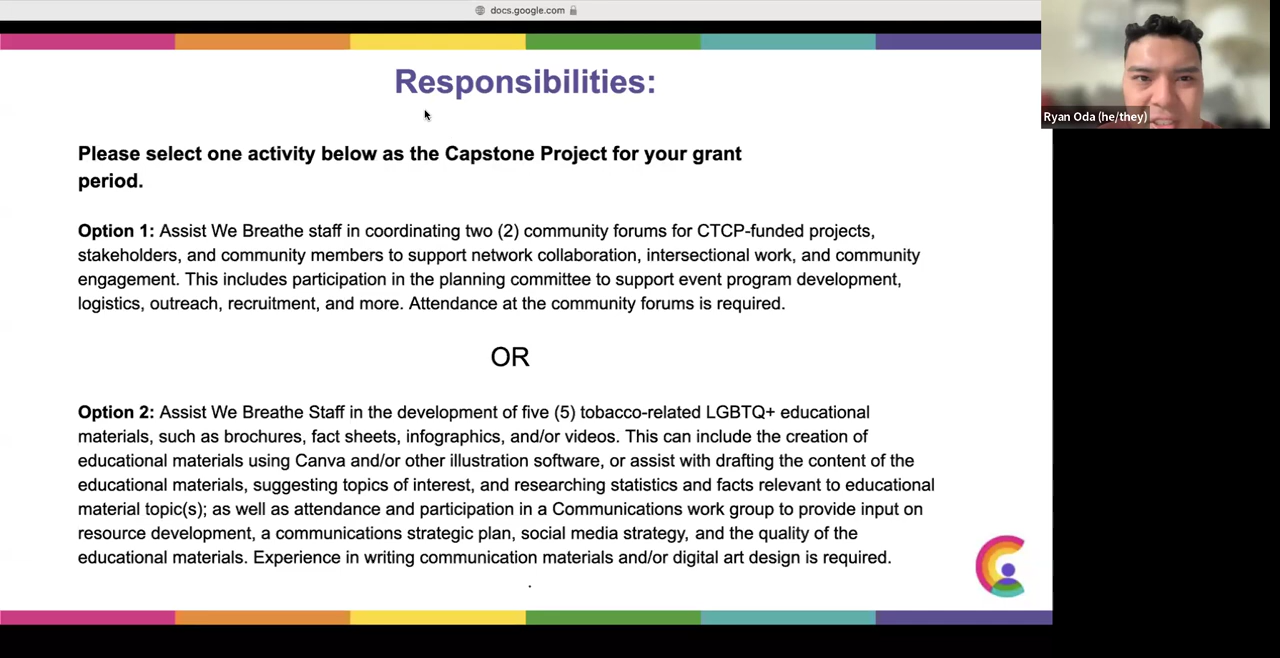 docs.google.com
Responsibilities:
Ryan Oda (he/they)
Please select one activity below as the Capstone Project for your grant
period.
Option 1: Assist We Breathe staff in coordinating two (2) community forums for CTCP-funded projects,
stakeholders, and community members to support network collaboration, intersectional work, and community
engagement. This includes participation in the planning committee to support event program development,
logistics, outreach, recruitment, and more. Attendance at the community forums is required.
OR
Option 2: Assist We Breathe Staff in the development of five (5) tobacco-related LGBTQ+ educational
materials, such as brochures, fact sheets, infographics, and/or videos. This can include the creation of
educational materials using Canva and/or other illustration software, or assist with drafting the content of the
educational materials, suggesting topics of interest, and researching statistics and facts relevant to educational
material topic(s); as well as attendance and participation in a Communications work group to provide input on
resource development, a communications strategic plan, social media strategy, and the quality of the
educational materials. Experience in writing communication materials and/or digital art design is required.
.